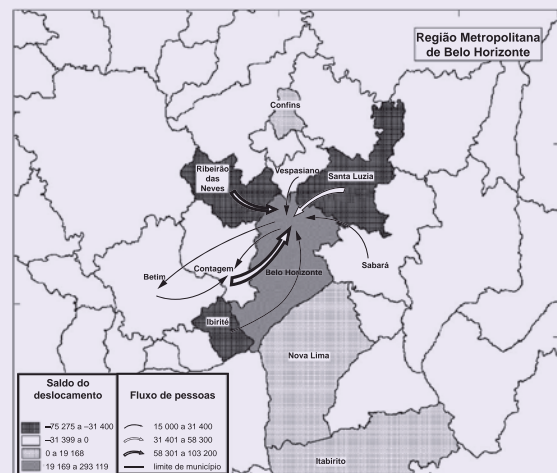 Região Metropolitana
de Belo Horizonte
Confins
Vespasiano
Ribeirão
das
Neves
Santa Luzia
Sabará
Betim
Contagem
Belo Horizonte
Ibirité
Nova Lima
Itabirito
Saldo do
deslocamento
–75 275 a –31 400
–31 399 a 0
0 a 19 168
19 169 a 293 119
Fluxo de pessoas
15 000 a 31 400
31 401 a 58 300
58 301 a 103 200
limite de município